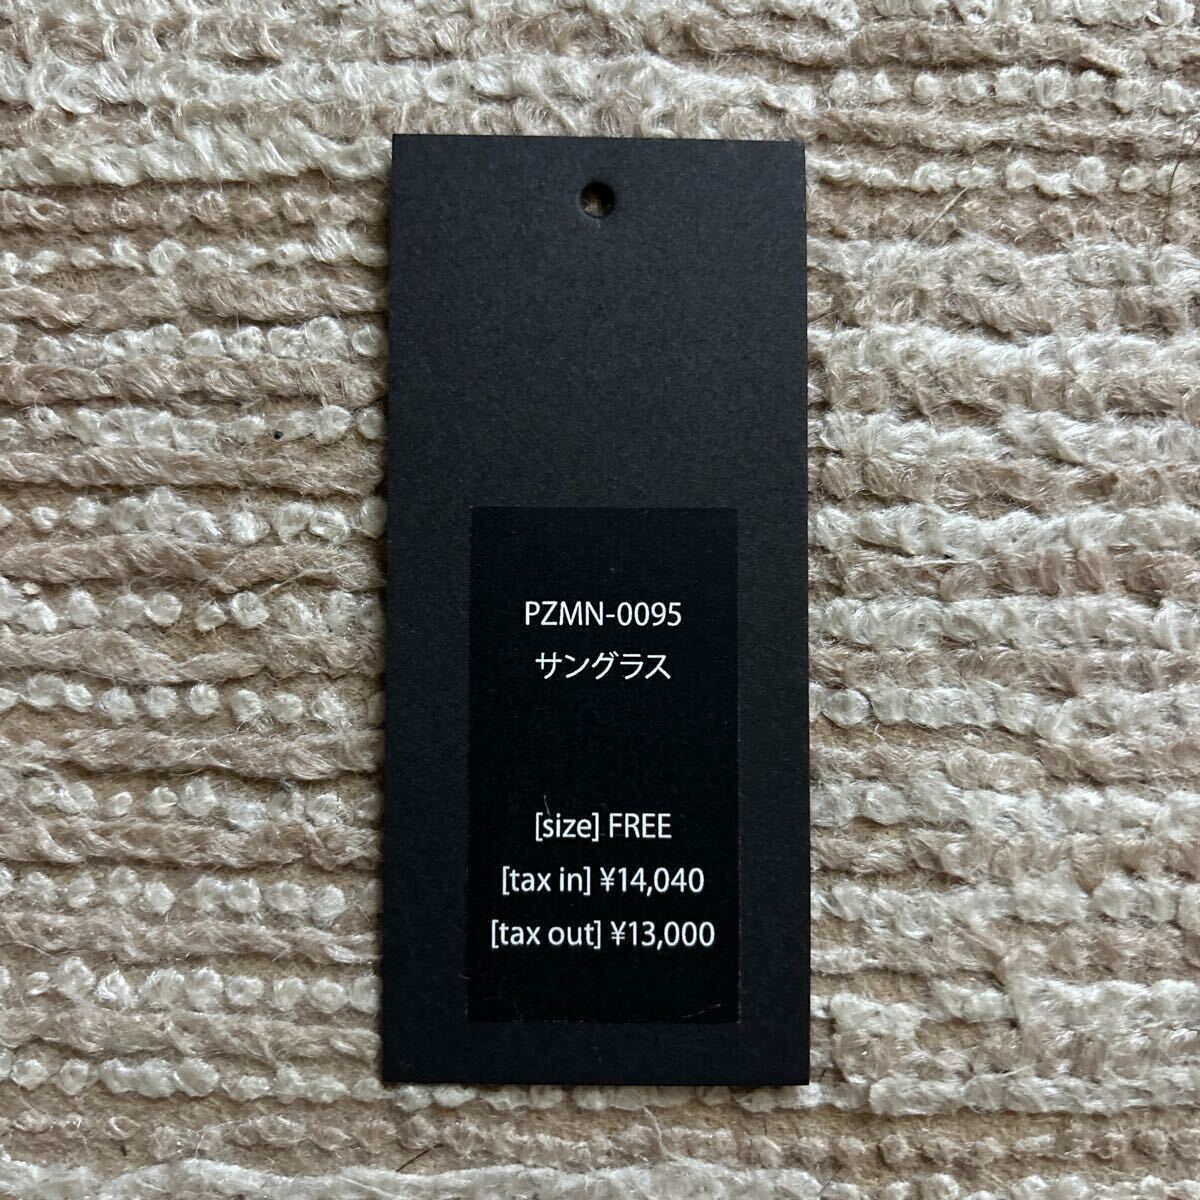 PZMN-0095
サングラス
[size] FREE
[tax in] ¥14,040
[tax out] ¥13,000